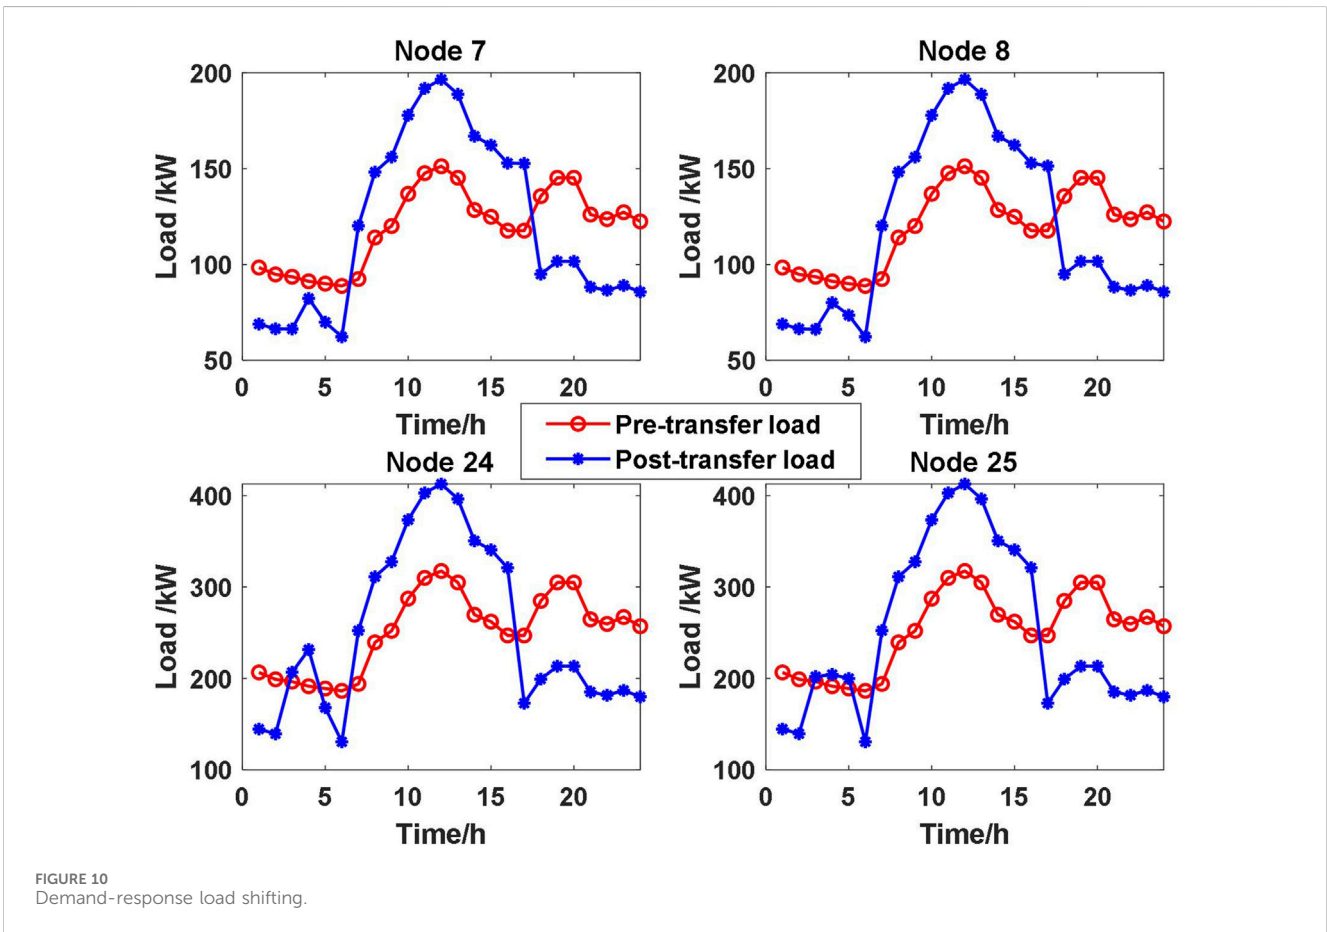 Node 7
Node 8
200
150
100
50
Load /kW
0
5
10
15
20
Time/h
200
150
100
50
Load /kW
0
5
10
15
20
Time/h
Pre-transfer load
Post-transfer load
Node 24
Node 25
400
300
200
100
Load /kW
0
5
10
15
20
Time/h
400
300
200
100
Load /kW
0
5
10
15
20
Time/h
FIGURE 10
Demand-response load shifting.